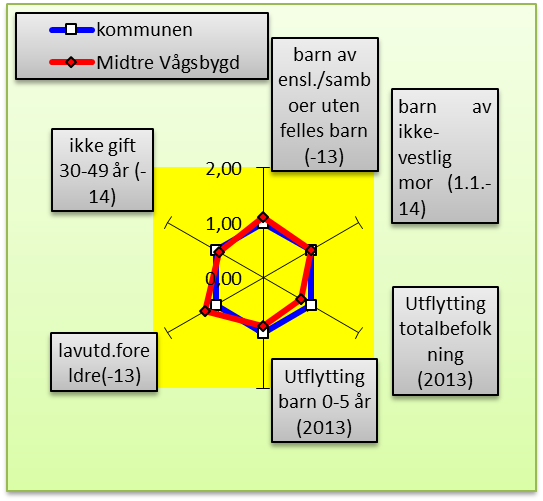 kommunen
Midtre Vågsbygd
barn av
ensl./samb
oer uten
felles barn
(-13)
barn av
ikke-
vestlig
mor (1.1.-
14)
ikke gift
30-49 år (-
14)
2,00
1,00
0,00
Utflytting
totalbefolk
ning
(2013)
lavutd.fore
ldre(-13)
Utflytting
barn 0-5 år
(2013)